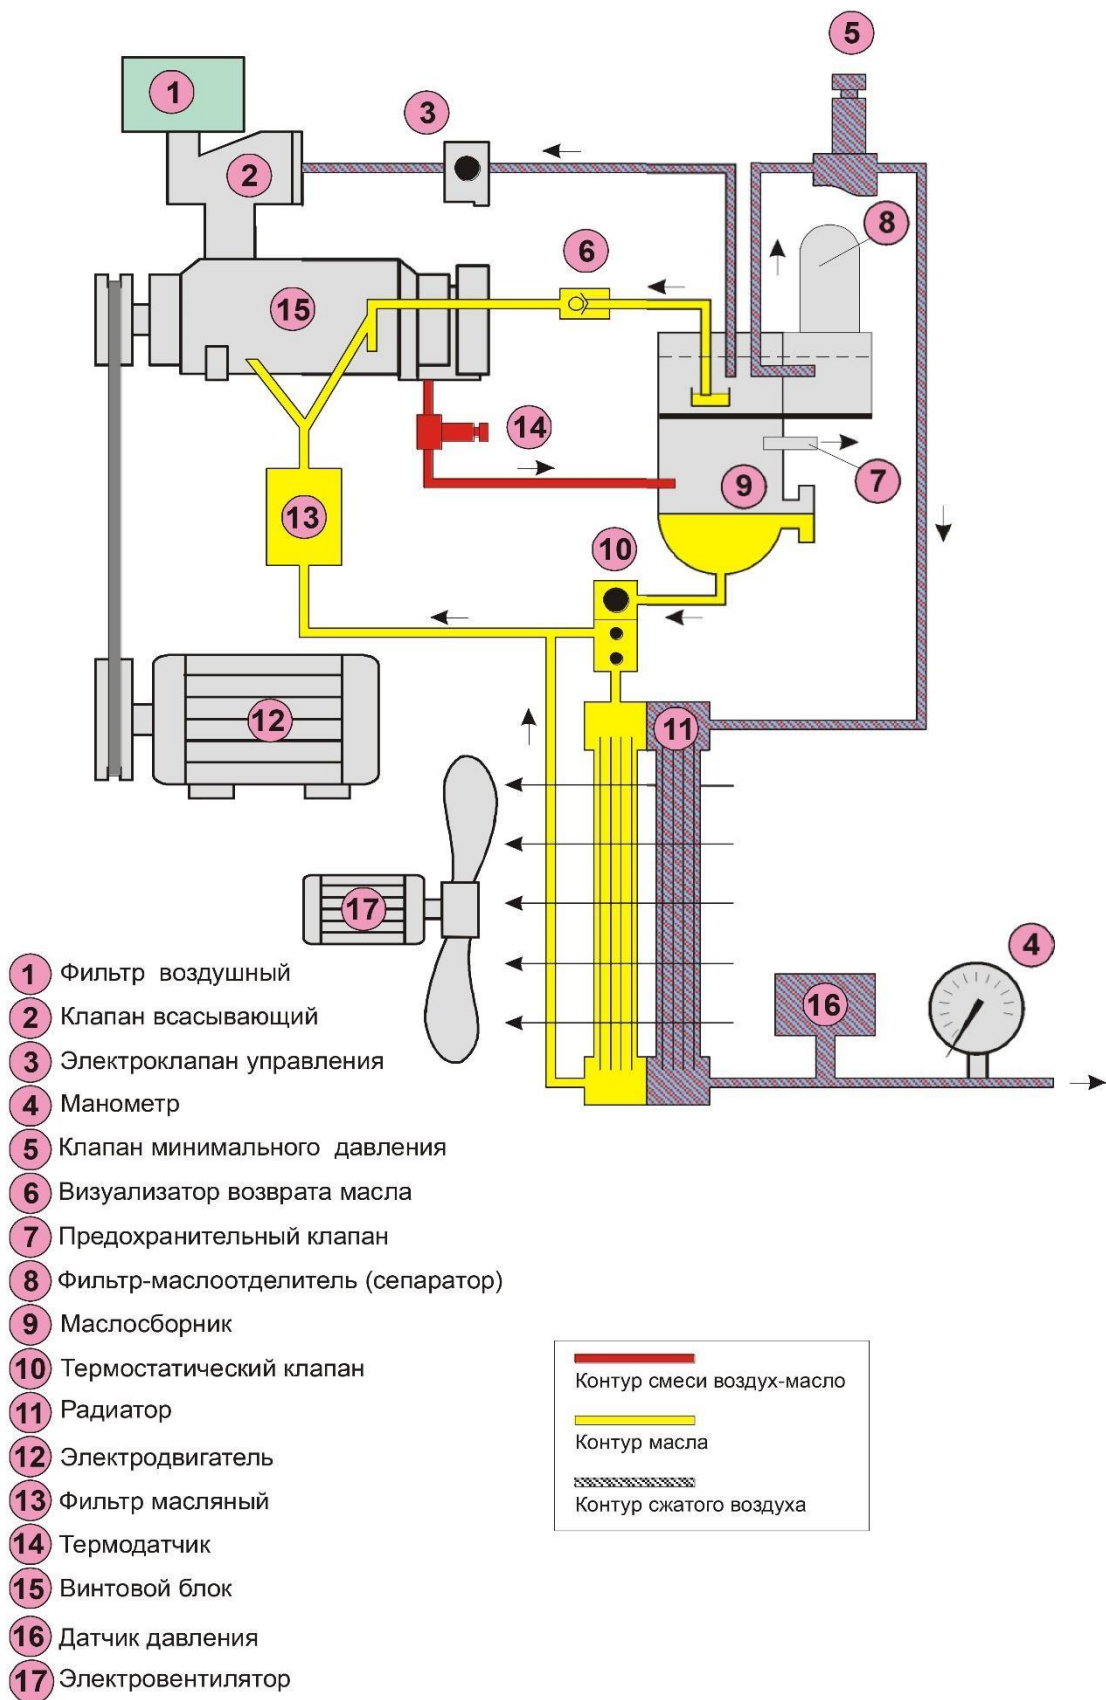 5
1
3
2
8
6
15
14
9
7
13
10
12
11
17
4
16
1 Фильтр воздушный
2 Клапан всасывающий
3 Электроклапан управления
4 Манометр
5 Клапан минимального давления
6 Визуализатор возврата масла
7 Предохранительный клапан
8 Фильтр-маслоотделитель (сепаратор)
9 Маслосборник
10 Термостатический клапан
11 Радиатор
12 Электродвигатель
13 Фильтр масляный
14 Термодатчик
15 Винтовой блок
16 Датчик давления
17 Электровентилятор
Контур смеси воздух-масло
Контур масла
Контур сжатого воздуха